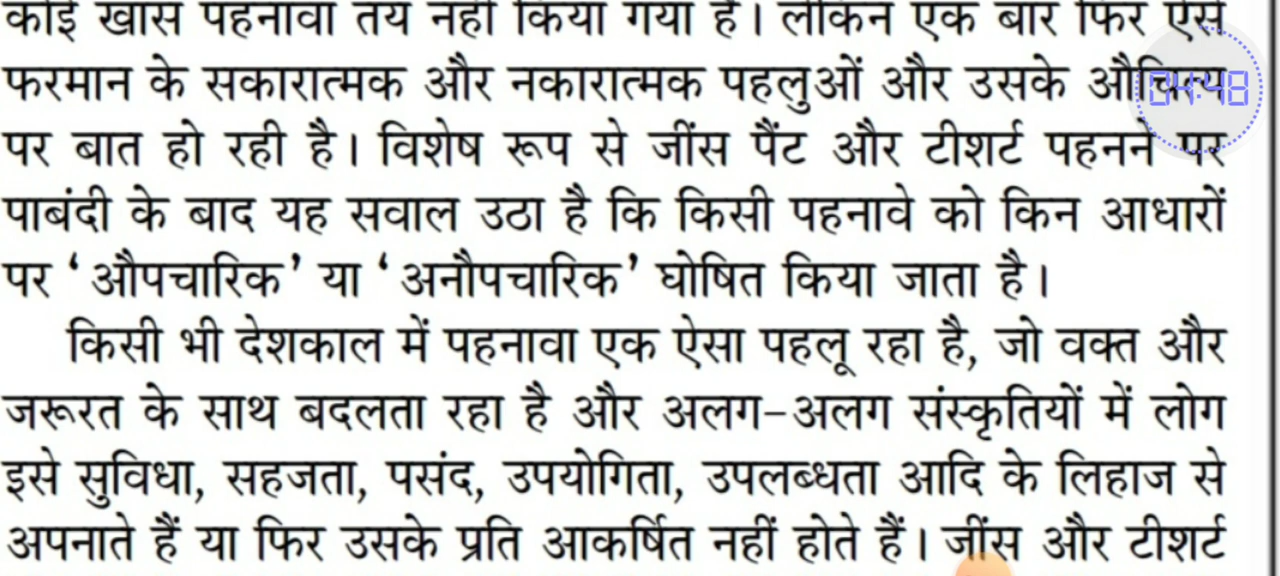 कोई खास पहनावा तय नहीं किया गया है। लेकिन एक बार फिर ऐसे
फरमान के सकारात्मक और नकारात्मक पहलुओं और उसके औचित्य
04:48
पर बात हो रही है। विशेष रूप से जींस पैंट और टीशर्ट पहनने पर
पाबंदी के बाद यह सवाल उठा है कि किसी पहनावे को किन आधारों
पर ‘औपचारिक’ या ‘अनौपचारिक’ घोषित किया जाता है।
किसी भी देशकाल में पहनावा एक ऐसा पहलू रहा है, जो वक्त और
जरूरत के साथ बदलता रहा है और अलग-अलग संस्कृतियों में लोग
इसे सुविधा, सहजता, पसंद, उपयोगिता, उपलब्धता आदि के लिहाज से
अपनाते हैं या फिर उसके प्रति आकर्षित नहीं होते हैं। जींस और टीशर्ट